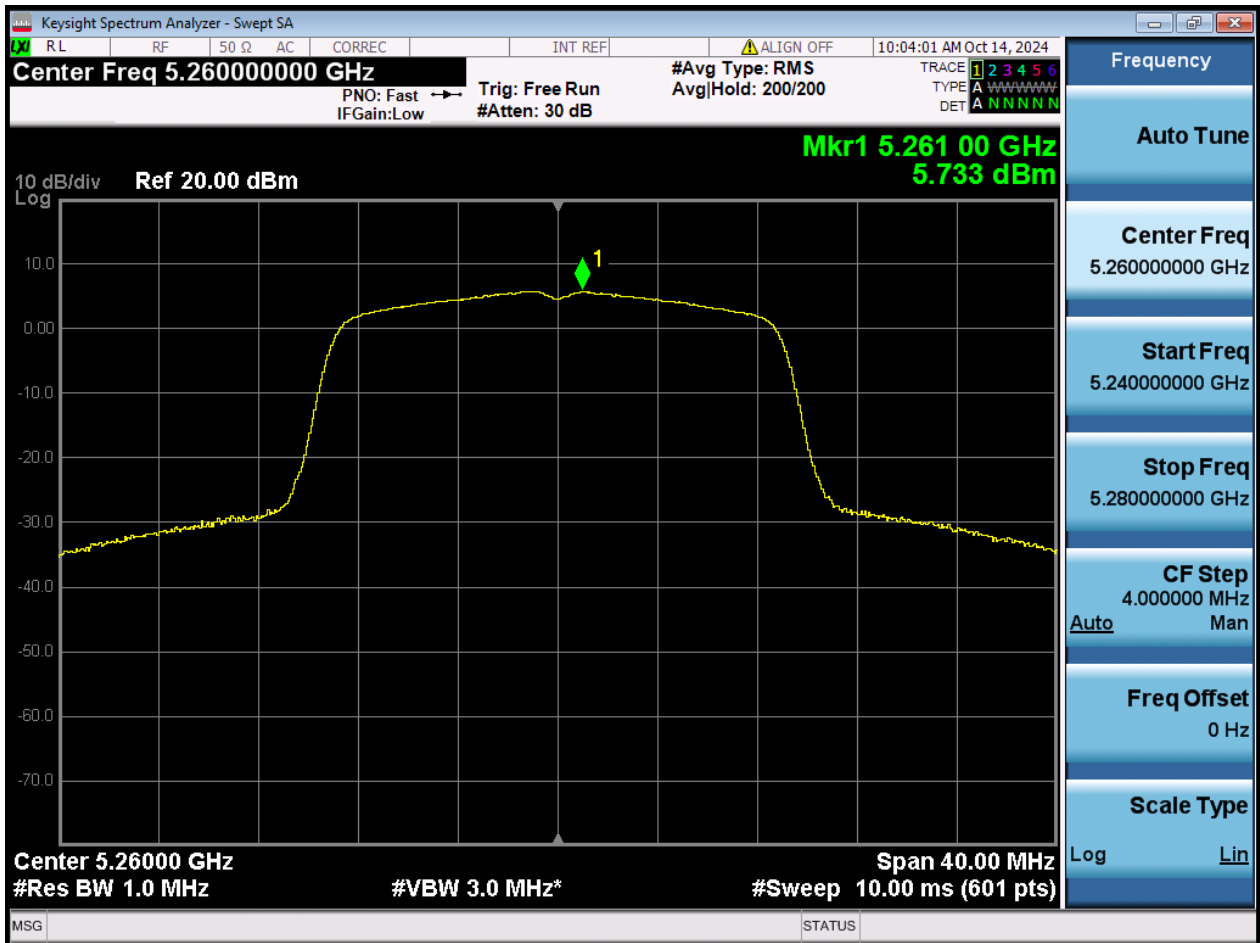 Keysight Spectrum Analyzer - Swept SA
LXI RL RF 50 Ω AC CORREC INT REF ALIGN OFF 10:04:01 AM Oct 14, 2024
Center Freq 5.260000000 GHz
PNO: Fast
IFGain:Low
Trig: Free Run
#Atten: 30 dB
#Avg Type: RMS
Avg|Hold: 200/200
TRACE 1 2 3 4 5 6
TYPE A WWWWW
DET A N N N N N
Mkr1 5.261 00 GHz
5.733 dBm
10 dB/div Ref 20.00 dBm
Log
10.0
0.00
-10.0
-20.0
-30.0
-40.0
-50.0
-60.0
-70.0
1
Center 5.26000 GHz Span 40.00 MHz
#Res BW 1.0 MHz #VBW 3.0 MHz* #Sweep 10.00 ms (601 pts)
MSG STATUS
Frequency
Auto Tune
Center Freq
5.260000000 GHz
Start Freq
5.240000000 GHz
Stop Freq
5.280000000 GHz
CF Step
4.000000 MHz
Auto Man
Freq Offset
0 Hz
Scale Type
Log Lin